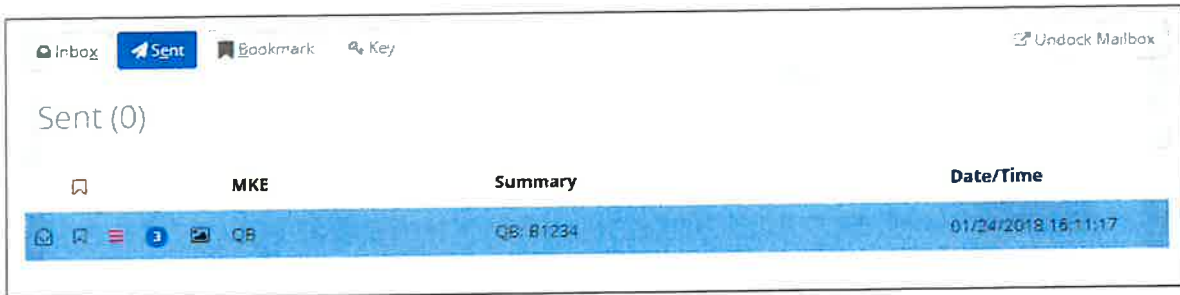 Inbox Sent Bookmark Key Undock Mailbox
Sent (0)
MKE Summary Date/Time
3 QB QB: B1234 01/24/2018 16:11:17